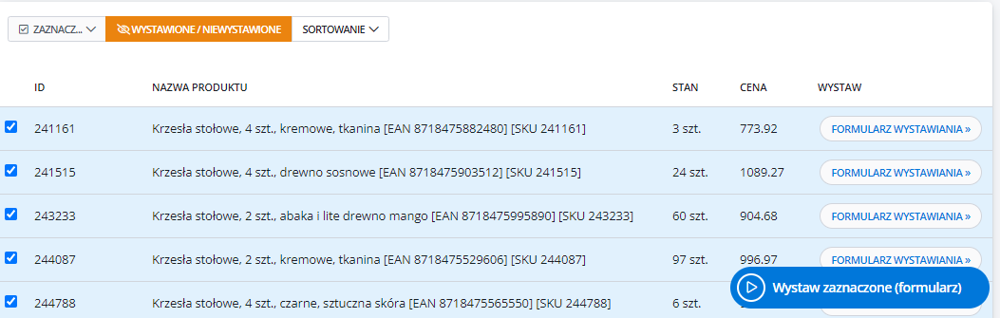 ZAZNACZ... WYSTAWIONE / NIEWYSTAWIONE SORTOWANIE
ID NAZWA PRODUKTU STAN CENA WYSTAW
241161 Krzesła stołowe, 4 szt., kremowe, tkanina [EAN 8718475882480] [SKU 241161] 3 szt. 773.92 FORMULARZ WYSTAWIANIA »
241515 Krzesła stołowe, 4 szt., drewno sosnowe [EAN 8718475903512] [SKU 241515] 24 szt. 1089.27 FORMULARZ WYSTAWIANIA »
243233 Krzesła stołowe, 2 szt., abaka i lite drewno mango [EAN 8718475995890] [SKU 243233] 60 szt. 904.68 FORMULARZ WYSTAWIANIA »
244087 Krzesła stołowe, 2 szt., kremowe, tkanina [EAN 8718475529606] [SKU 244087] 97 szt. 996.97 FORMULARZ WYSTAWIANIA »
Wystaw zaznaczone (formularz)
244788 Krzesła stołowe, 4 szt., czarne, sztuczna skóra [EAN 8718475565550] [SKU 244788] 6 szt.